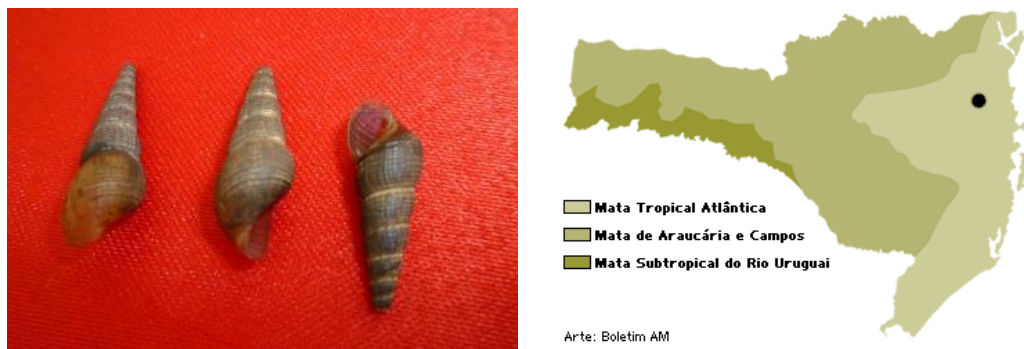 Mata Tropical Atlântica
Mata de Araucária e Campos
Mata Subtropical do Rio Uruguai
Arte: Boletim AM